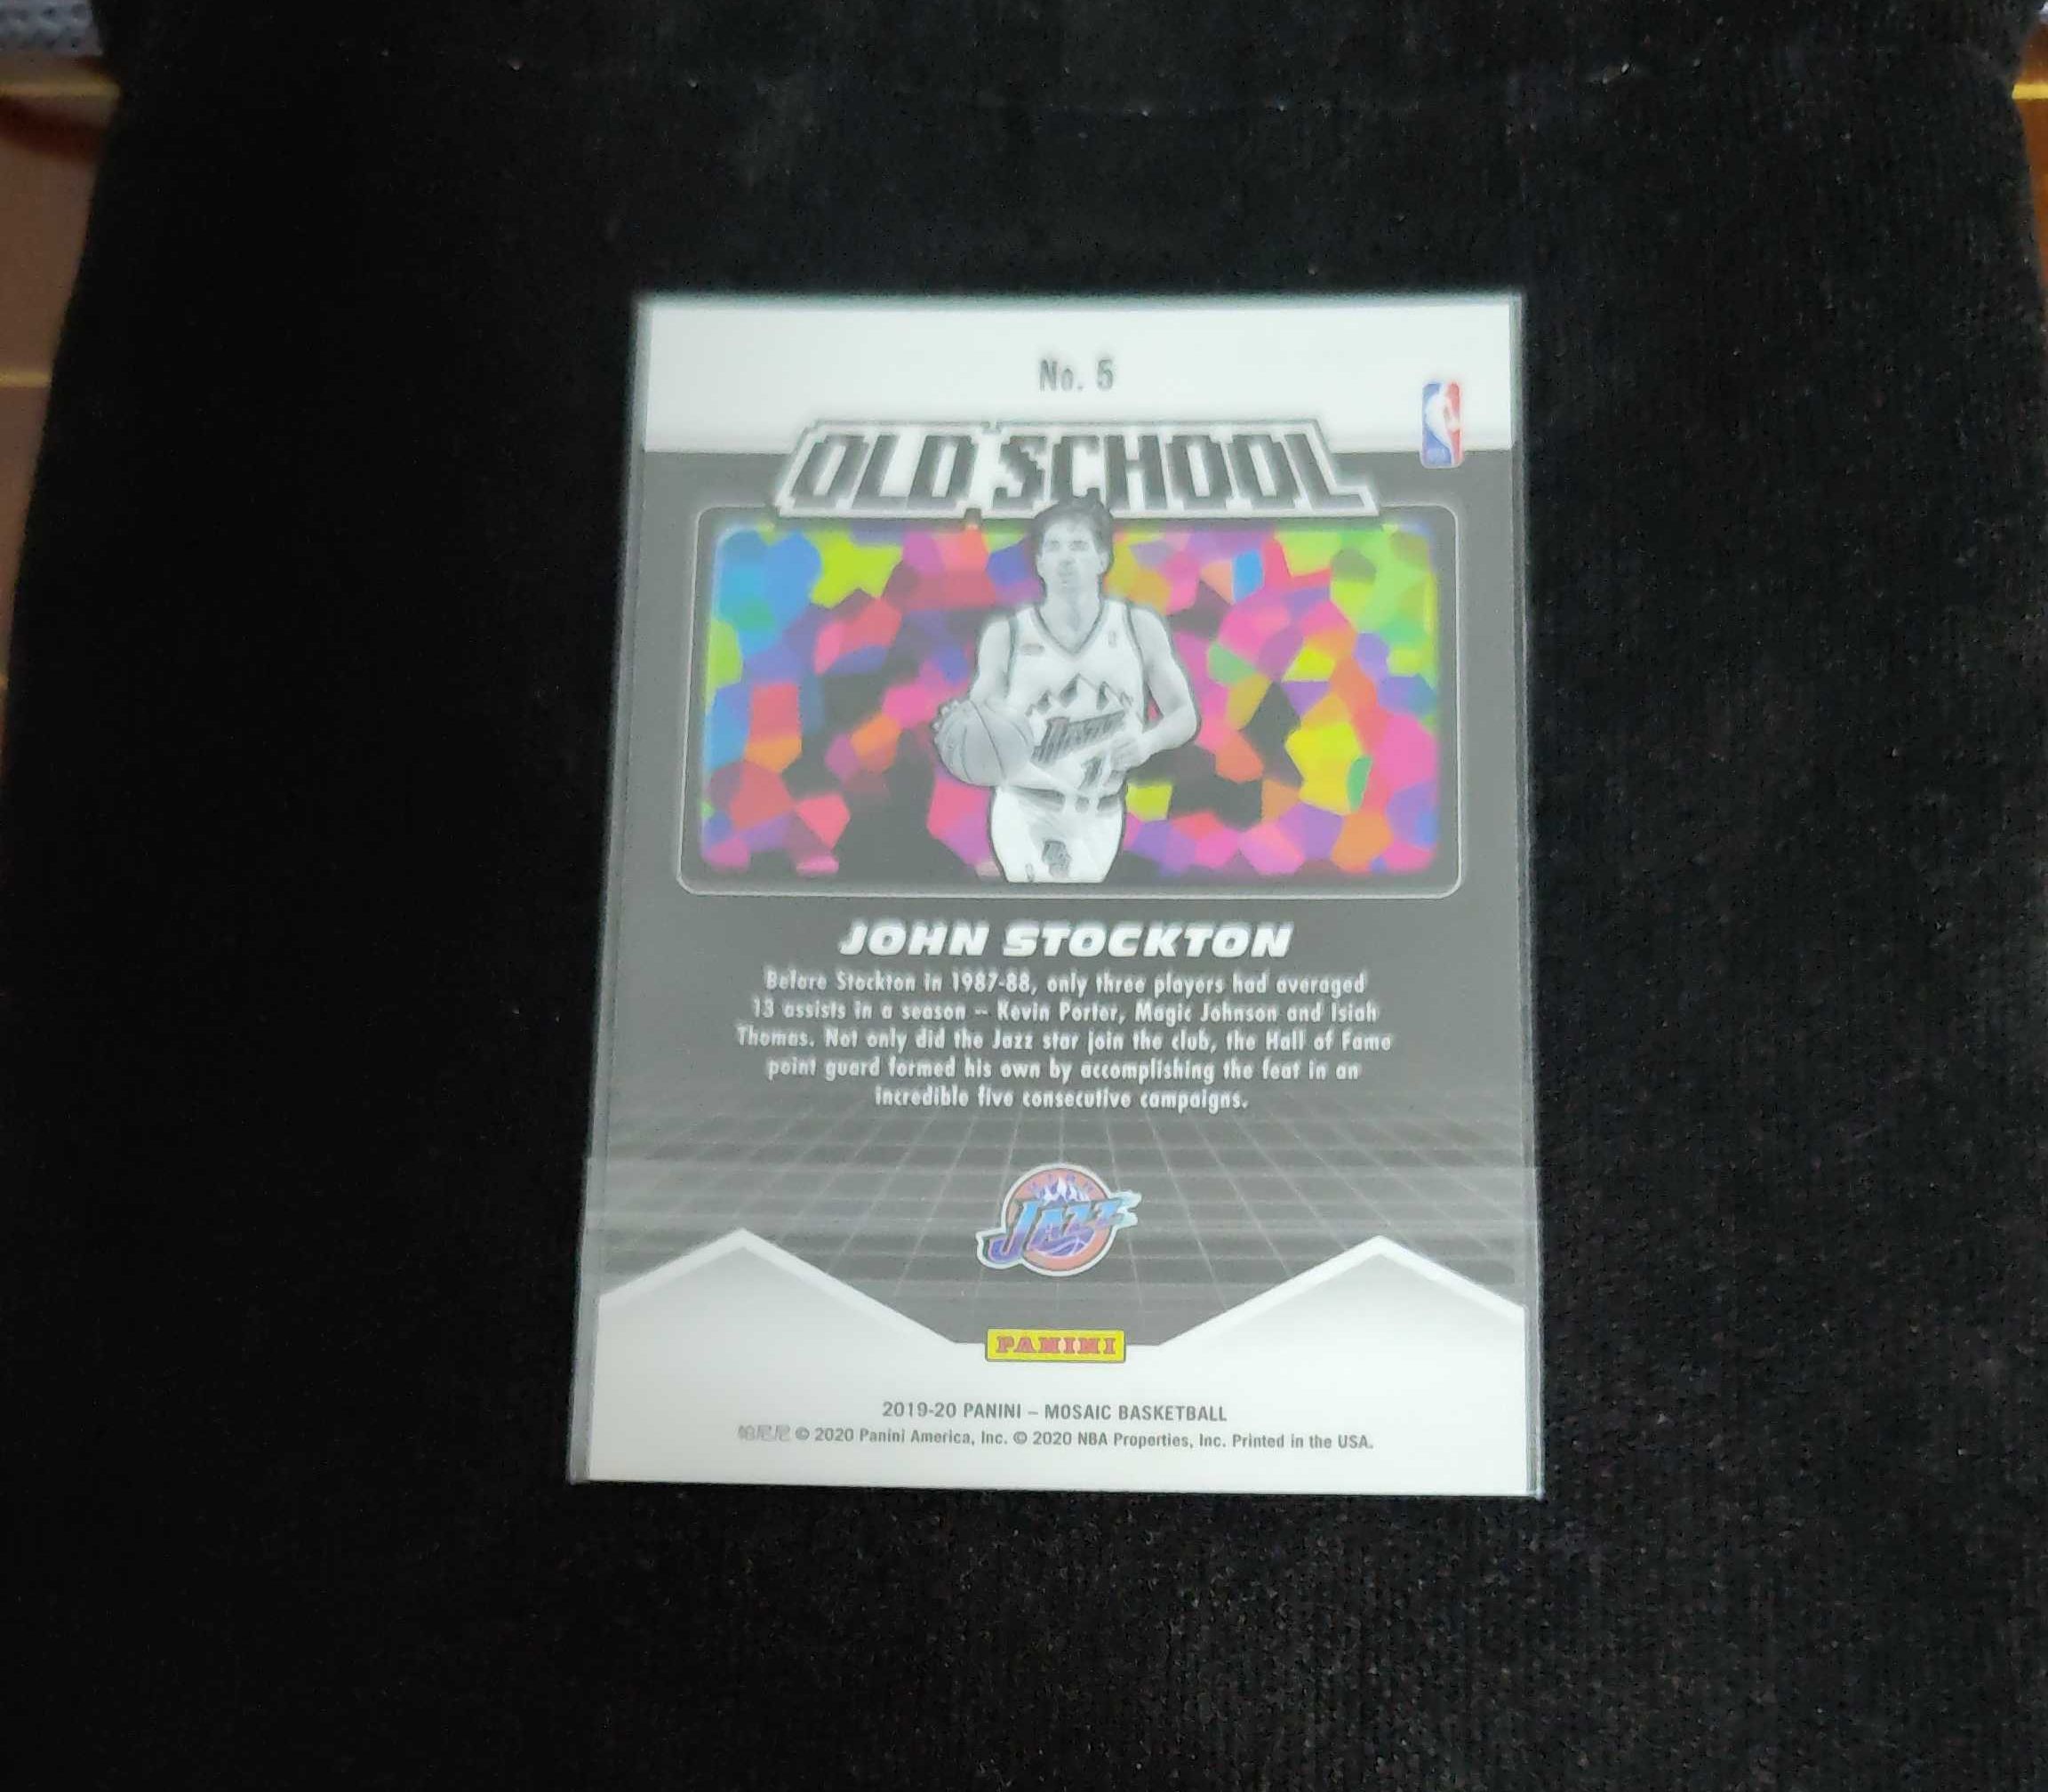 No. 5
OLD SCHOOL
JOHN STOCKTON
Before Stockton in 1987-88, only three players had averaged
13 assists in a season – Kevin Porter, Magic Johnson and Isiah
Thomas. Not only did the Jazz star join the club, the Hall of Fame
point guard formed his own by accomplishing the feat in an
incredible five consecutive campaigns.
JAZZ
PANINI
2019-20 PANINI – MOSAIC BASKETBALL
帕尼尼 © 2020 Panini America, Inc. © 2020 NBA Properties, Inc. Printed in the USA.